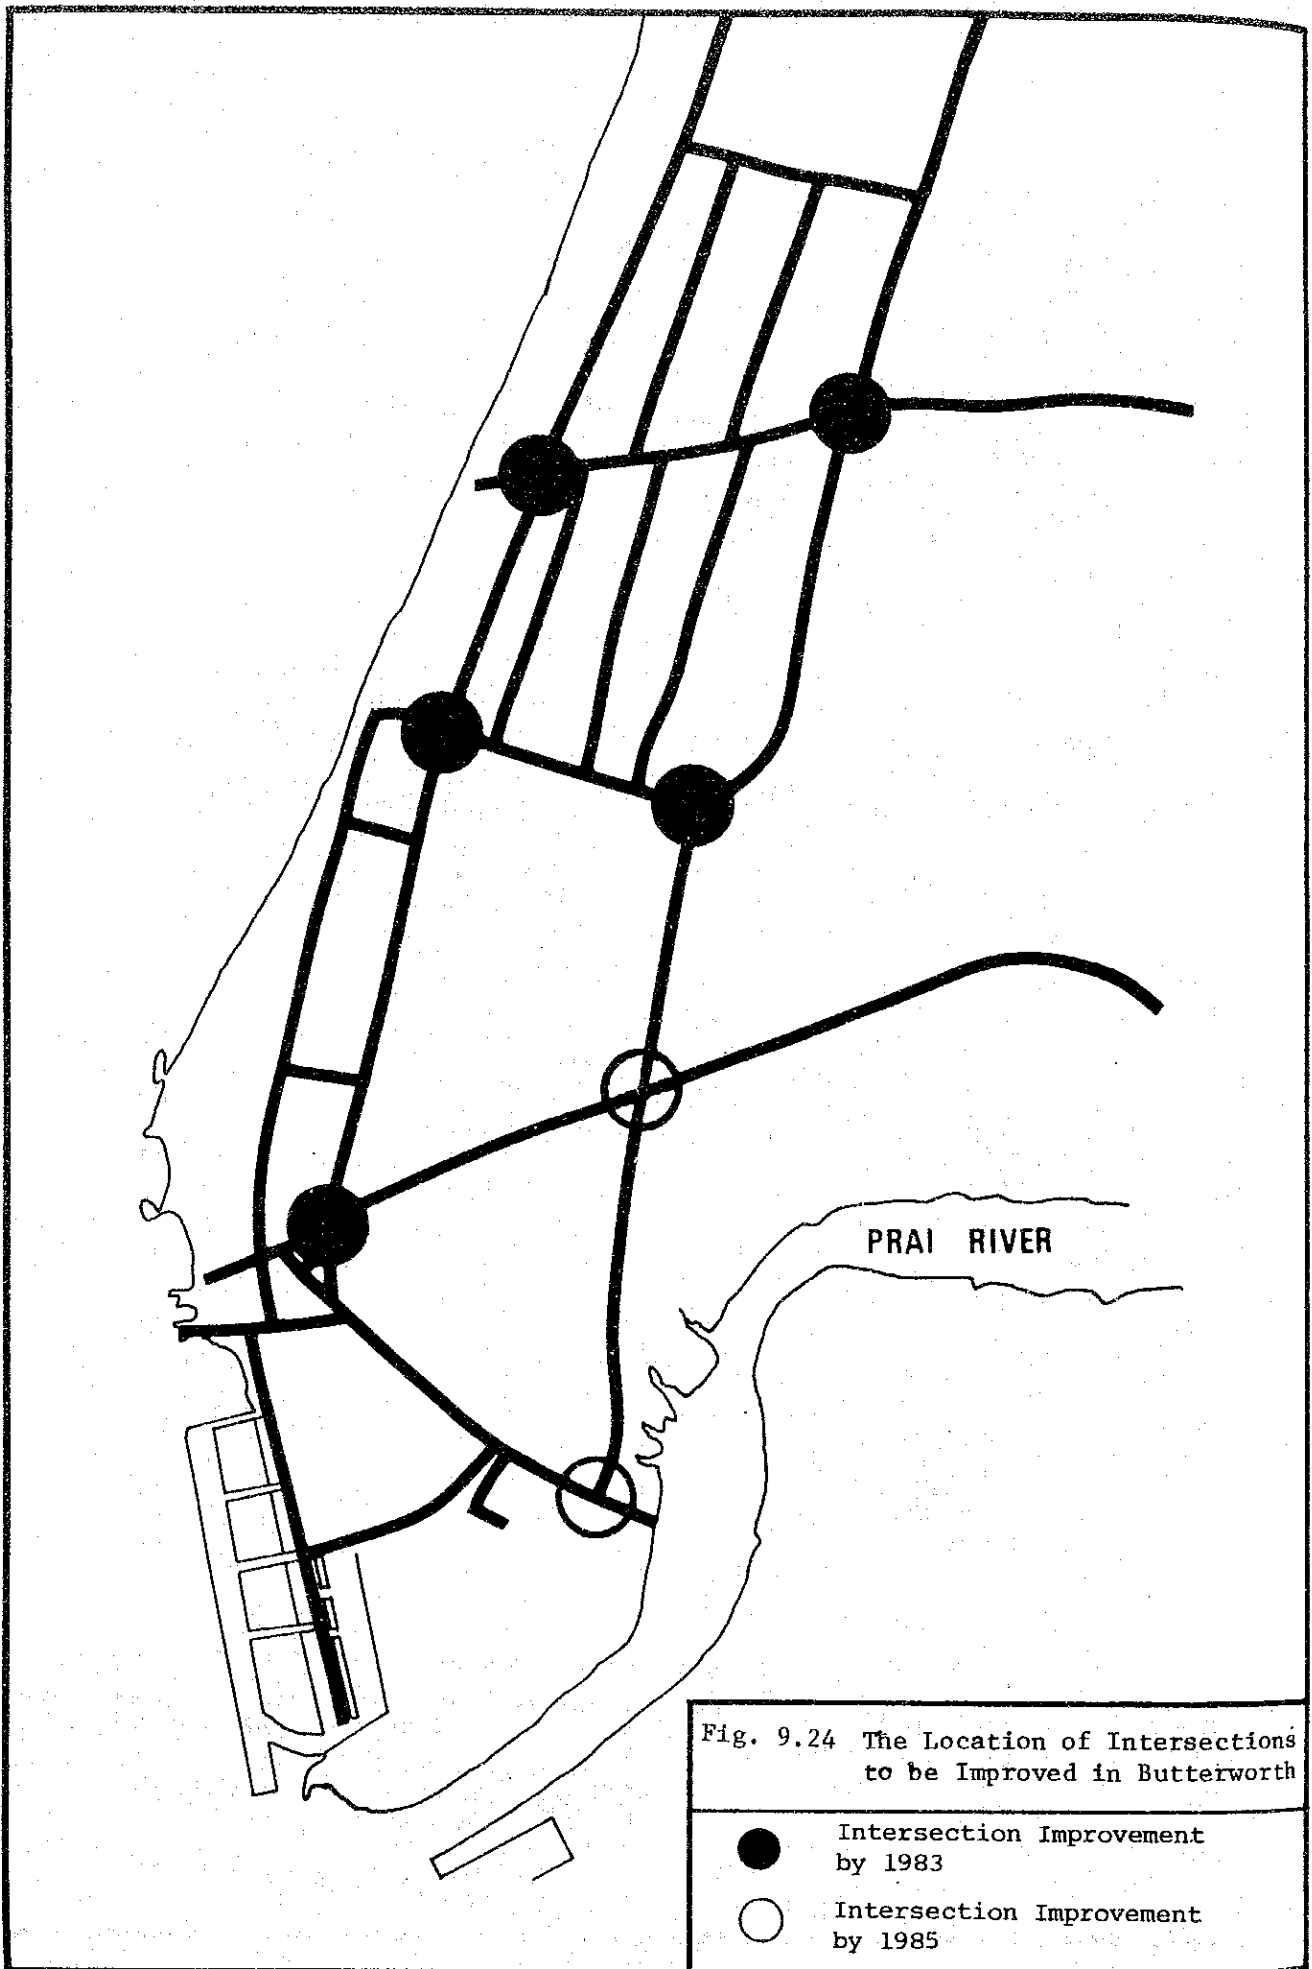 PRAI RIVER
Fig. 9.24 The Location of Intersections
to be Improved in Butterworth
Intersection Improvement
by 1983
Intersection Improvement
by 1985